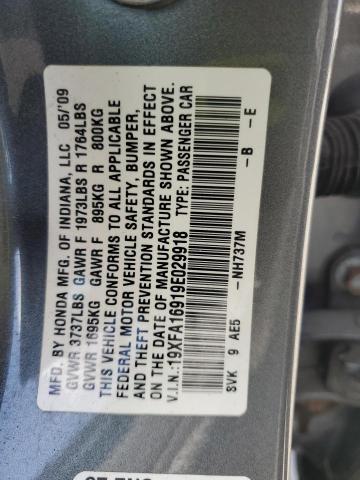 MFD. BY HONDA MFG. OF INDIANA, LLC 05/'09
GVWR 3737LBS GAWR F 1973LBS R 1764LBS
GVWR 1695KG GAWR F 895KG R 800KG
THIS VEHICLE CONFORMS TO ALL APPLICABLE
FEDERAL MOTOR VEHICLE SAFETY, BUMPER,
AND THEFT PREVENTION STANDARDS IN EFFECT
ON THE DATE OF MANUFACTURE SHOWN ABOVE.
V.I.N.:19XFA16919E029918 TYPE: PASSENGER CAR
SVK 9 AE5 -NH737M -B -E